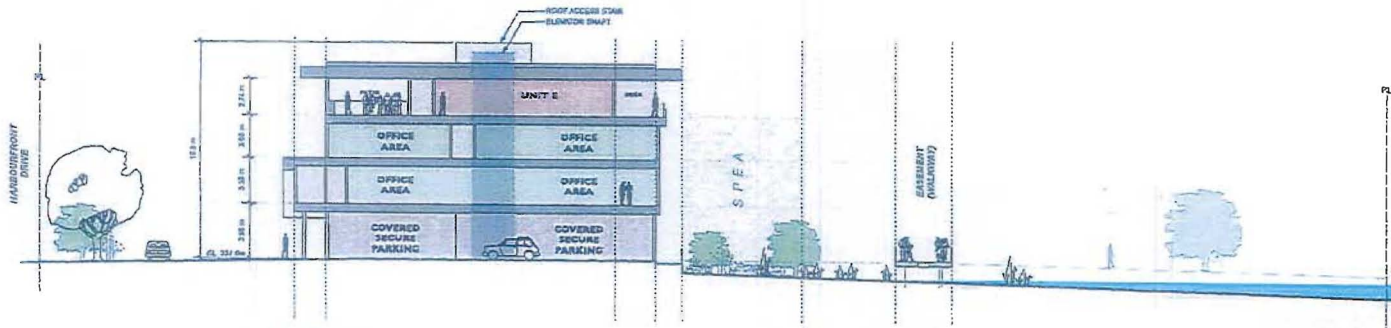 ROOF ACCESS STAIR
ELEVATOR SHAFT
PL
HARBOURFRONT
DRIVE
UNIT E
OFFICE
AREA
OFFICE
AREA
OFFICE
AREA
OFFICE
AREA
COVERED
SECURE
PARKING
COVERED
SECURE
PARKING
SPEA
EASEMENT
(WALKWAY)
PL